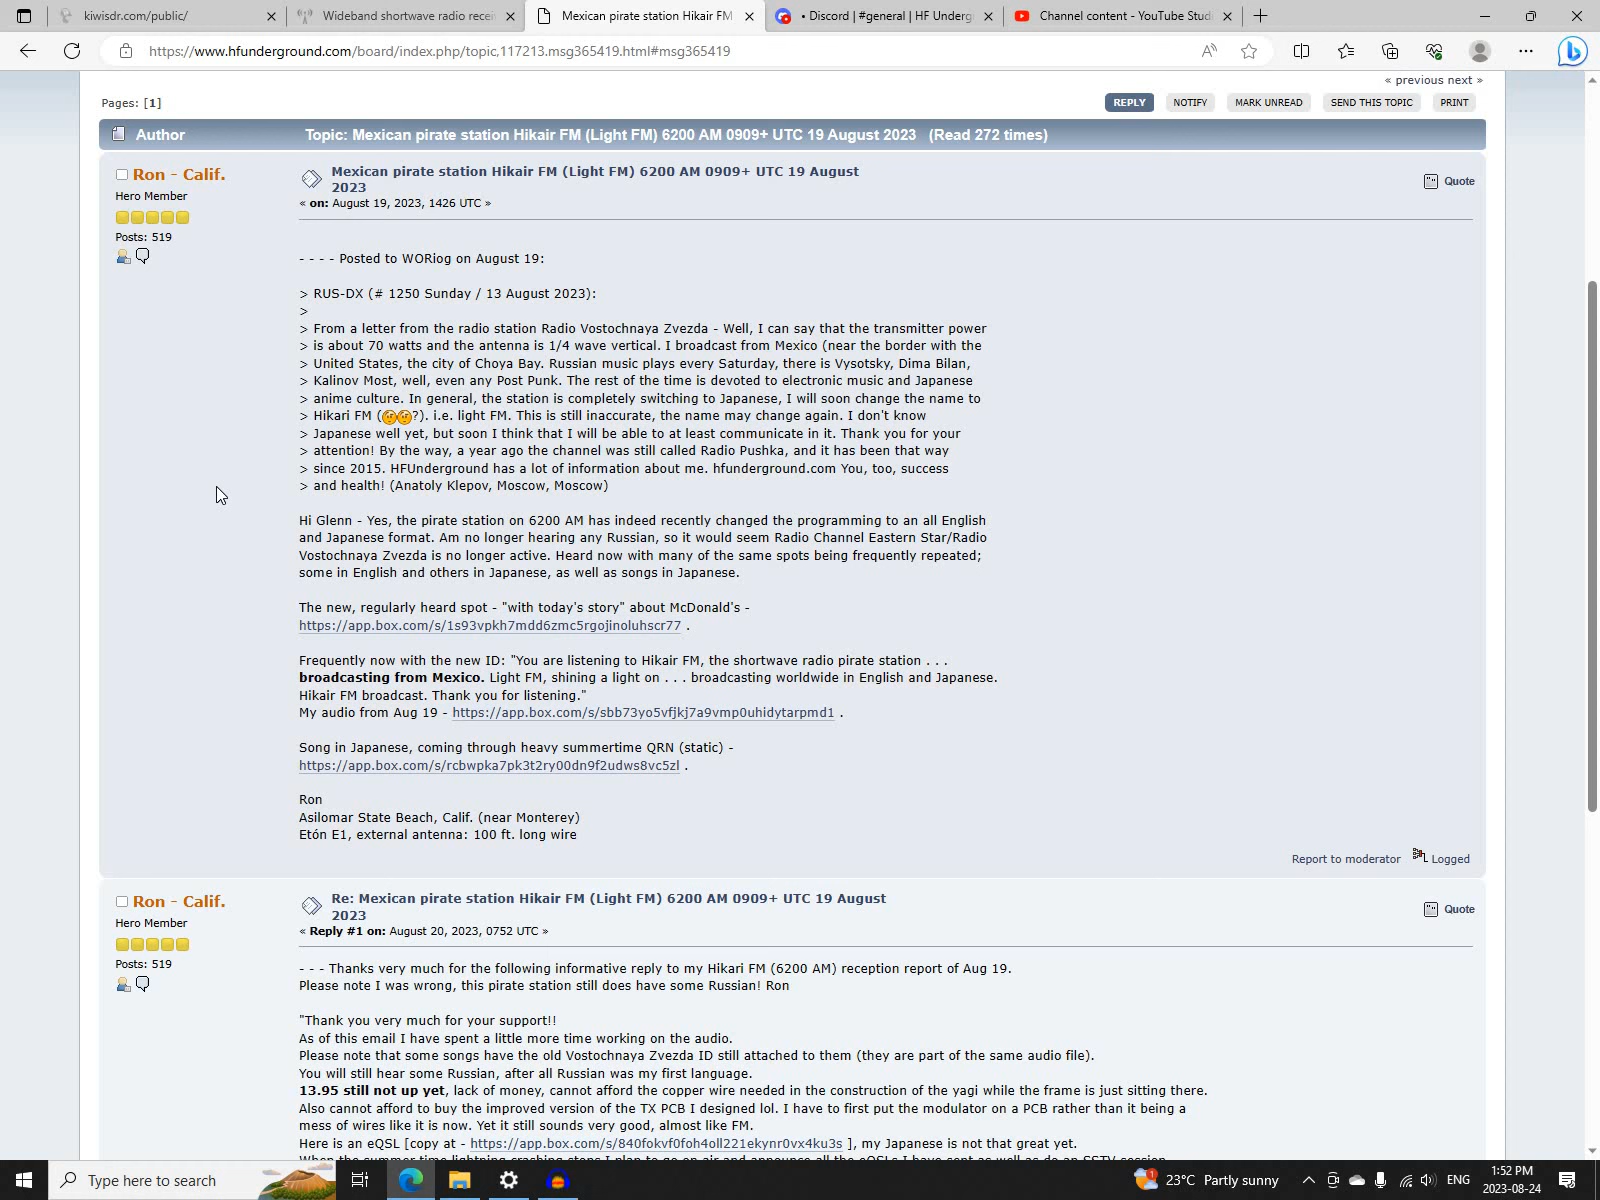 kiwisdr.com/public/
Wideband shortwave radio recei
Mexican pirate station Hikair FM
• Discord | #general | HF Underg
Channel content - YouTube Studi
https://www.hfunderground.com/board/index.php/topic,117213.msg365419.html#msg365419
« previous next »
Pages: [1]
REPLY NOTIFY MARK UNREAD SEND THIS TOPIC PRINT
Author Topic: Mexican pirate station Hikair FM (Light FM) 6200 AM 0909+ UTC 19 August 2023 (Read 272 times)
Ron - Calif.
Hero Member
Posts: 519
Mexican pirate station Hikair FM (Light FM) 6200 AM 0909+ UTC 19 August
2023
« on: August 19, 2023, 1426 UTC »
Quote
- - - - Posted to WORiog on August 19:
> RUS-DX (# 1250 Sunday / 13 August 2023):
>
> From a letter from the radio station Radio Vostochnaya Zvezda - Well, I can say that the transmitter power
> is about 70 watts and the antenna is 1/4 wave vertical. I broadcast from Mexico (near the border with the
> United States, the city of Choya Bay. Russian music plays every Saturday, there is Vysotsky, Dima Bilan,
> Kalinov Most, well, even any Post Punk. The rest of the time is devoted to electronic music and Japanese
> anime culture. In general, the station is completely switching to Japanese, I will soon change the name to
> Hikari FM (🤨🤨?). i.e. light FM. This is still inaccurate, the name may change again. I don't know
> Japanese well yet, but soon I think that I will be able to at least communicate in it. Thank you for your
> attention! By the way, a year ago the channel was still called Radio Pushka, and it has been that way
> since 2015. HFUnderground has a lot of information about me. hfunderground.com You, too, success
> and health! (Anatoly Klepov, Moscow, Moscow)
Hi Glenn - Yes, the pirate station on 6200 AM has indeed recently changed the programming to an all English
and Japanese format. Am no longer hearing any Russian, so it would seem Radio Channel Eastern Star/Radio
Vostochnaya Zvezda is no longer active. Heard now with many of the same spots being frequently repeated;
some in English and others in Japanese, as well as songs in Japanese.
The new, regularly heard spot - "with today's story" about McDonald's -
https://app.box.com/s/1s93vpkh7mdd6zmc5rgojinoluhscr77 .
Frequently now with the new ID: "You are listening to Hikair FM, the shortwave radio pirate station . . .
broadcasting from Mexico. Light FM, shining a light on . . . broadcasting worldwide in English and Japanese.
Hikair FM broadcast. Thank you for listening."
My audio from Aug 19 - https://app.box.com/s/sbb73yo5vfjkj7a9vmp0uhidytarpmd1 .
Song in Japanese, coming through heavy summertime QRN (static) -
https://app.box.com/s/rcbwpka7pk3t2ry00dn9f2udws8vc5zl .
Ron
Asilomar State Beach, Calif. (near Monterey)
Etón E1, external antenna: 100 ft. long wire
Report to moderator Logged
Ron - Calif.
Hero Member
Posts: 519
Re: Mexican pirate station Hikair FM (Light FM) 6200 AM 0909+ UTC 19 August
2023
« Reply #1 on: August 20, 2023, 0752 UTC »
Quote
- - - Thanks very much for the following informative reply to my Hikari FM (6200 AM) reception report of Aug 19.
Please note I was wrong, this pirate station still does have some Russian! Ron
"Thank you very much for your support!!
As of this email I have spent a little more time working on the audio.
Please note that some songs have the old Vostochnaya Zvezda ID still attached to them (they are part of the same audio file).
You will still hear some Russian, after all Russian was my first language.
13.95 still not up yet, lack of money, cannot afford the copper wire needed in the construction of the yagi while the frame is just sitting there.
Also cannot afford to buy the improved version of the TX PCB I designed lol. I have to first put the modulator on a PCB rather than it being a
mess of wires like it is now. Yet it still sounds very good, almost like FM.
Here is an eQSL [copy at - https://app.box.com/s/840fokvf0foh4oll221ekynr0vx4ku3s ], my Japanese is not that great yet.
When the summer time lightning crashing stops I plan to go on air and announce all the eQSLs I have sent as well as do an SSTV session
Type here to search
23°C Partly sunny
ENG
1:52 PM
2023-08-24